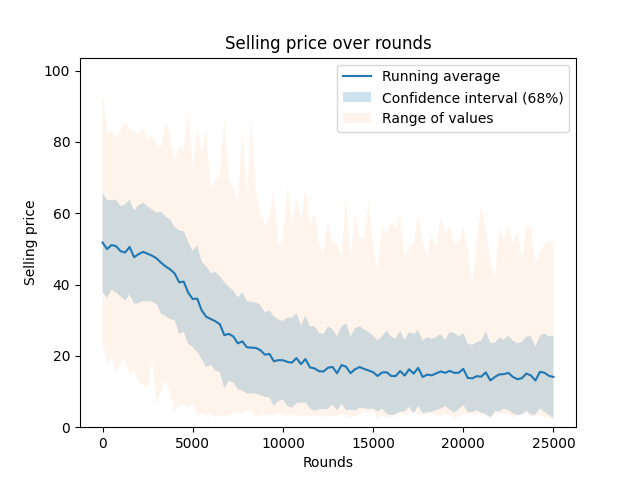 Selling price over rounds
100
80
60
40
20
0
Selling price
Running average
Confidence interval (68%)
Range of values
0 5000 10000 15000 20000 25000
Rounds